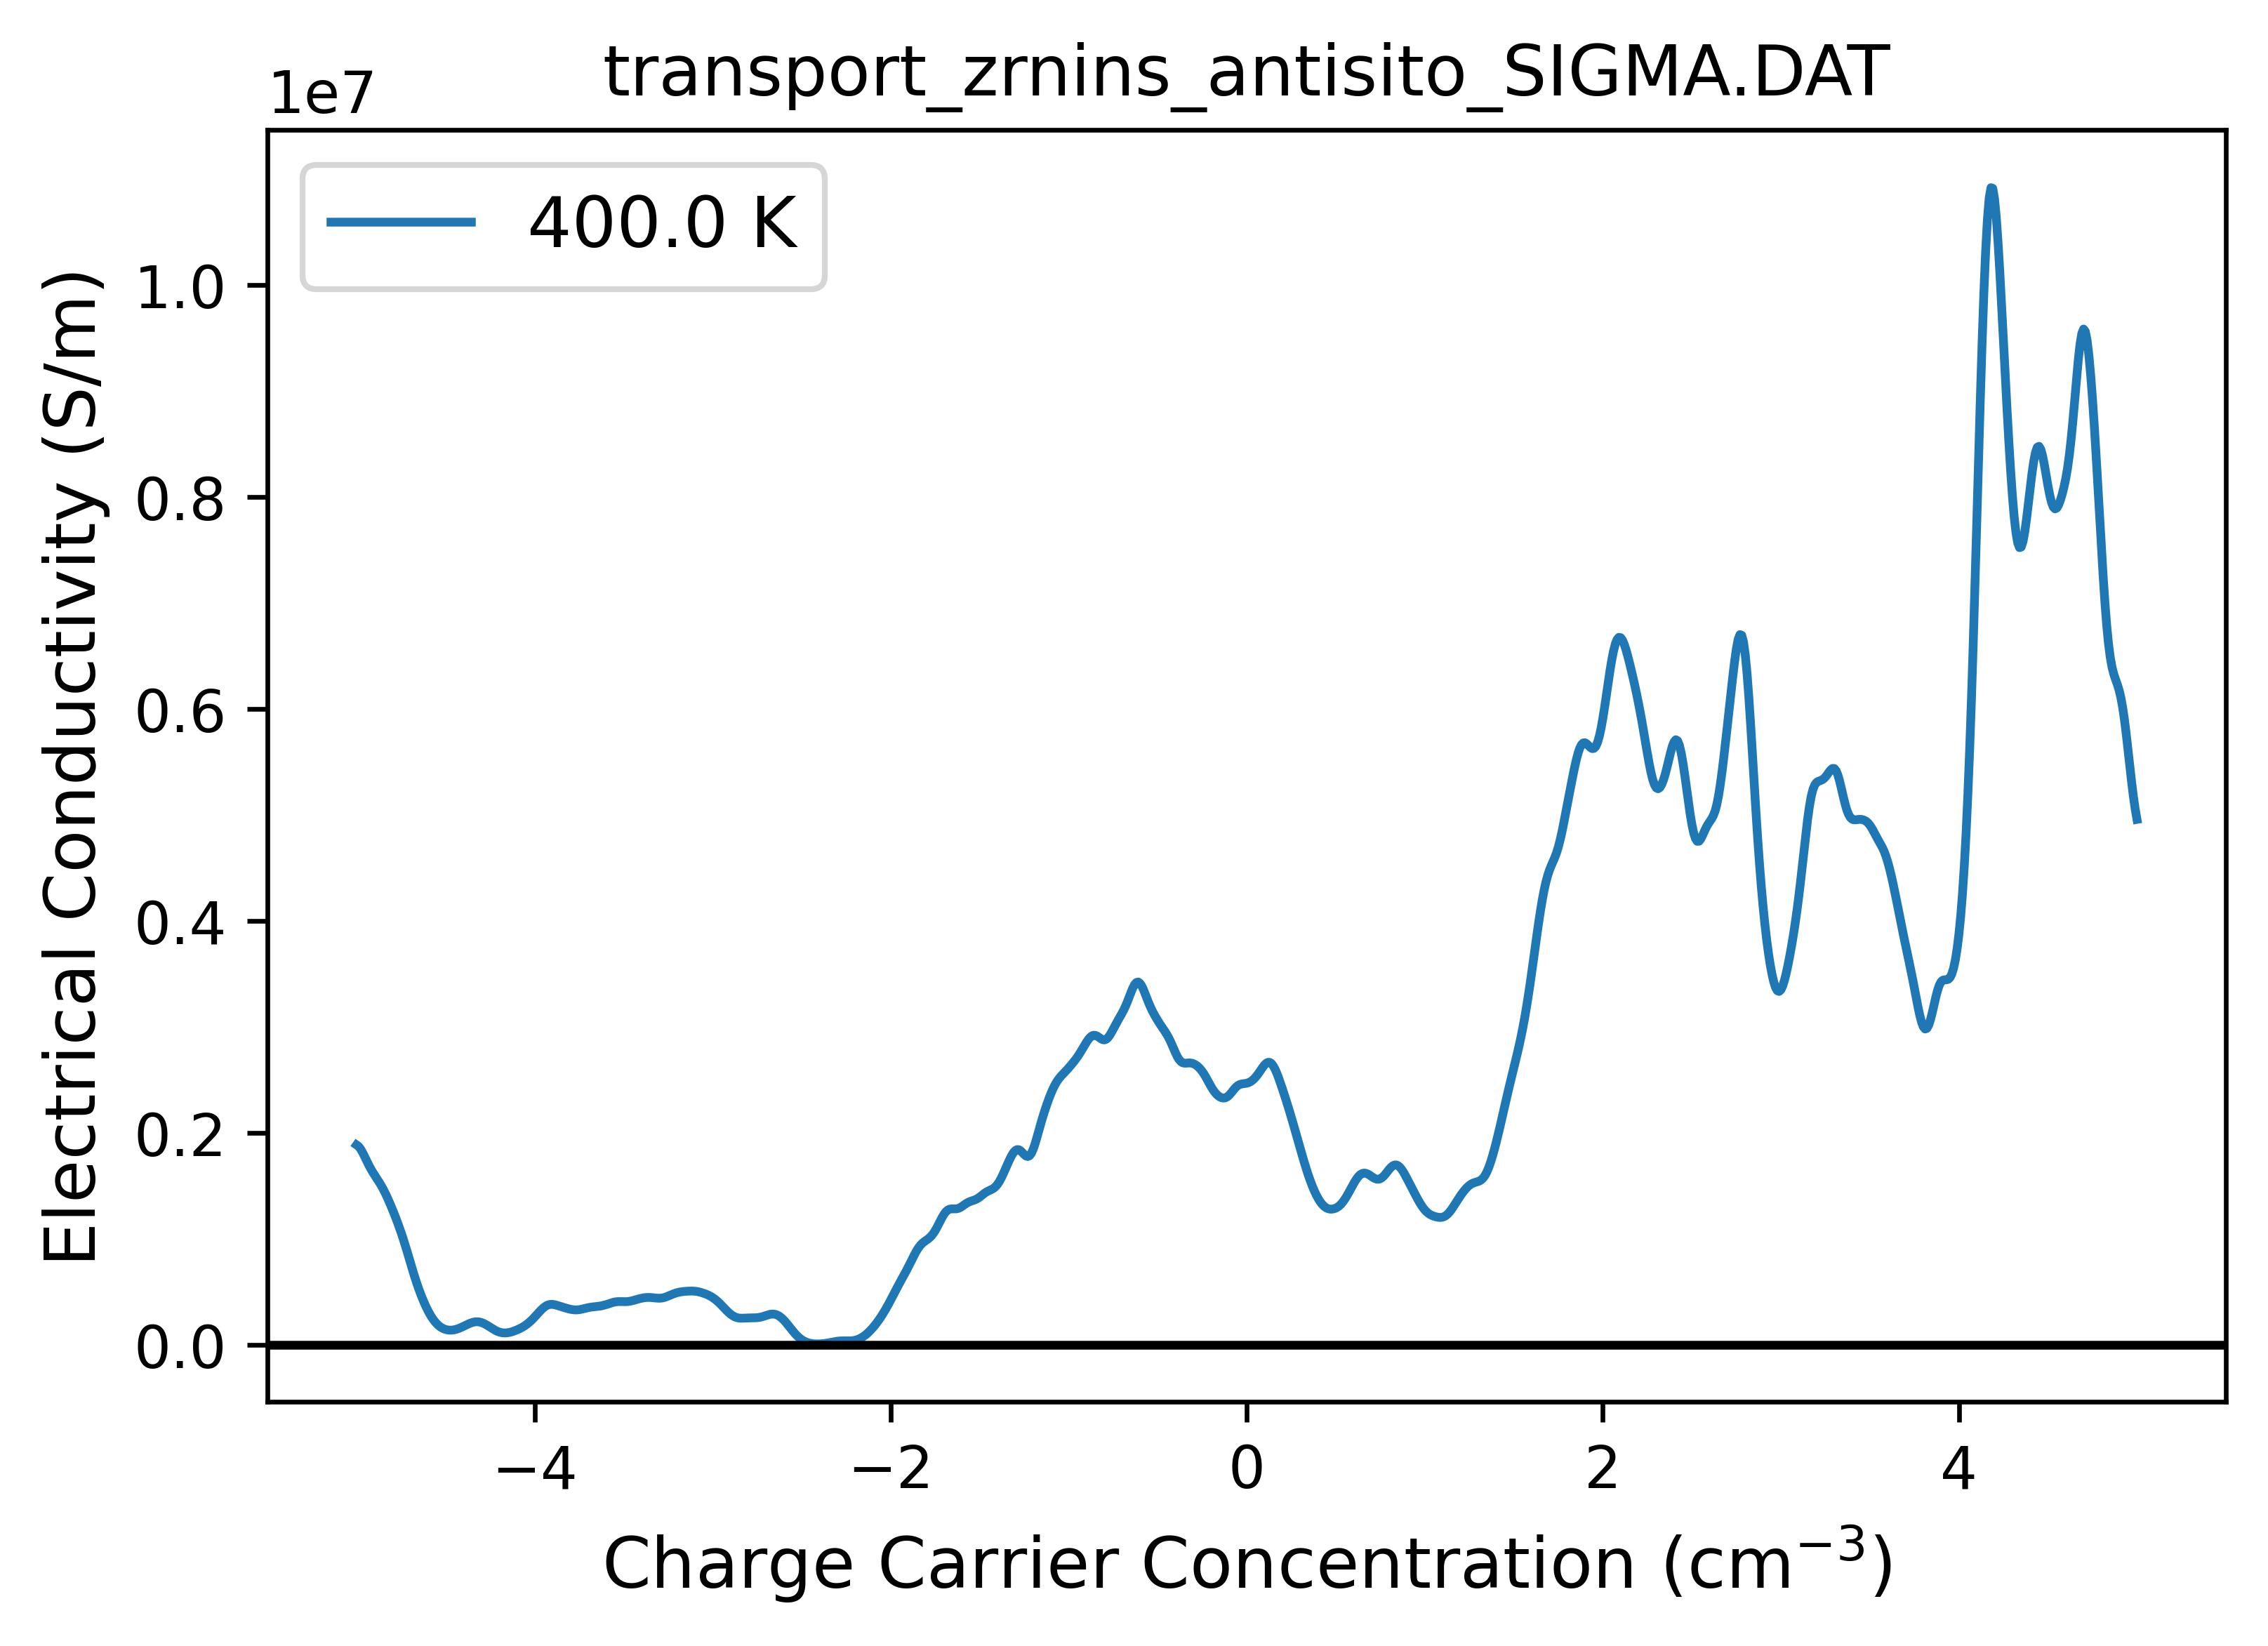 transport_zrnins_antisito_SIGMA.DAT
1e7
400.0 K
Electrical Conductivity (S/m)
1.0
0.8
0.6
0.4
0.2
0.0
−4 −2 0 2 4
Charge Carrier Concentration (cm⁻³)